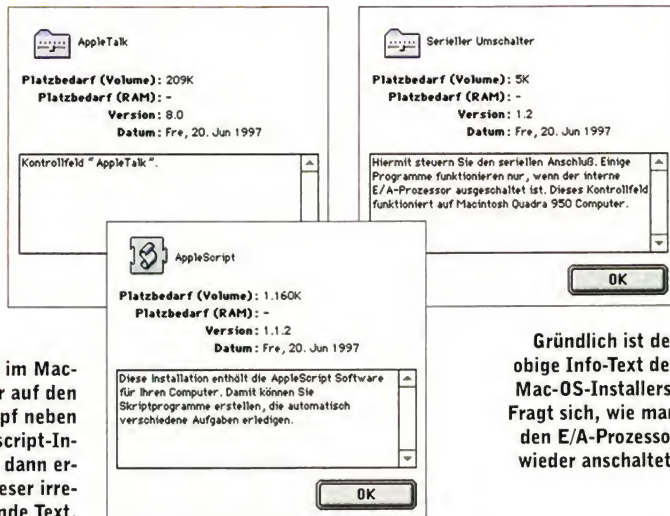 AppleTalk
Platzbedarf (Volume): 209K
Platzbedarf (RAM): -
Version: 8.0
Datum: Fre, 20. Jun 1997
Kontrollfeld "AppleTalk".
Serieller Umschalter
Platzbedarf (Volume): 5K
Platzbedarf (RAM): -
Version: 1.2
Datum: Fre, 20. Jun 1997
Hiermit steuern Sie den seriellen Anschluß. Einige
Programme funktionieren nur, wenn der interne
E/A-Prozessor ausgeschaltet ist. Dieses Kontrollfeld
funktioniert auf Macintosh Quadra 950 Computer.
OK
AppleScript
Platzbedarf (Volume): 1.160K
Platzbedarf (RAM): -
Version: 1.1.2
Datum: Fre, 20. Jun 1997
Diese Installation enthält die AppleScript Software
für Ihren Computer. Damit können Sie
Skriptprogramme erstellen, die automatisch
verschiedene Aufgaben erledigen.
OK
im Mac-
r auf den
pf neben
script-In-
dann er-
ieser irre-
nde Text.
Gründlich ist de
obige Info-Text de
Mac-OS-Installers
Fragt sich, wie man
den E/A-Prozesso
wieder anschaltet